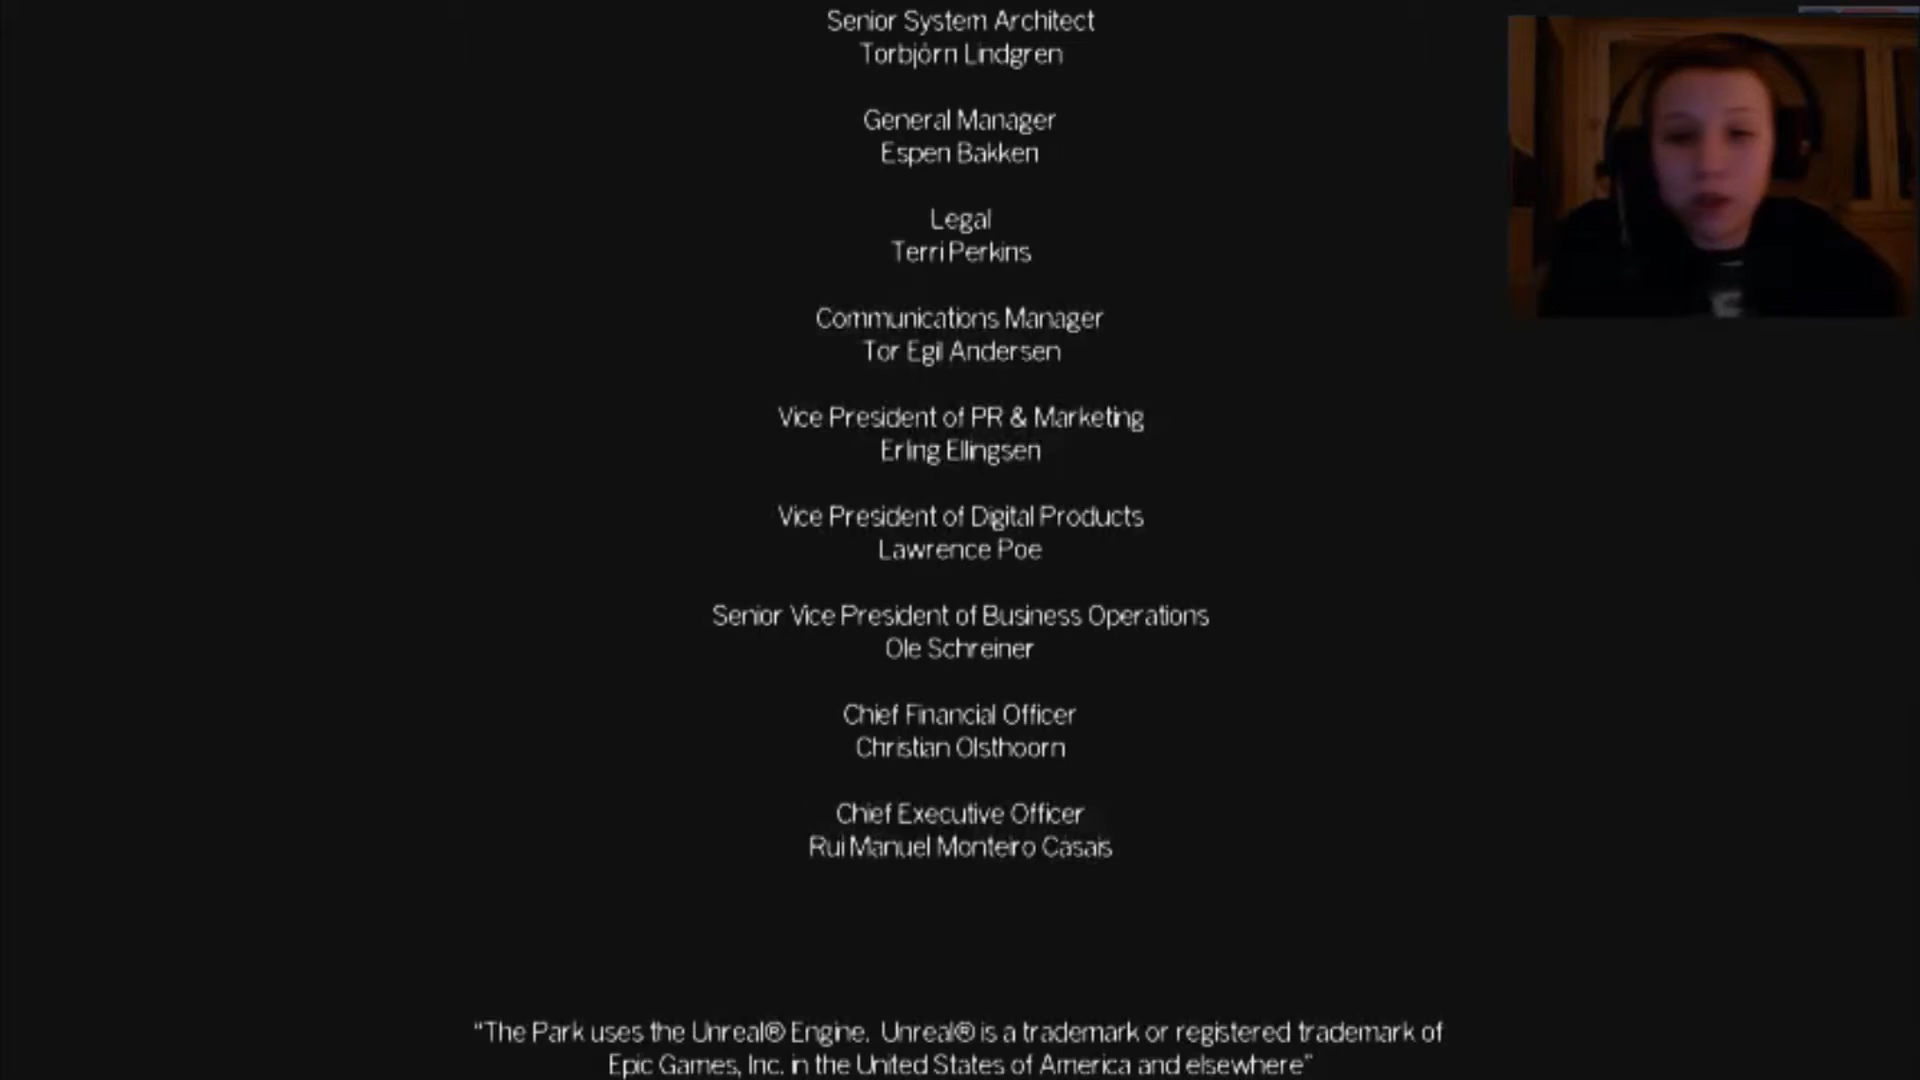 Senior System Architect
Torbjörn Lindgren
General Manager
Espen Bakken
Legal
Terri Perkins
Communications Manager
Tor Egil Andersen
Vice President of PR & Marketing
Erling Ellingsen
Vice President of Digital Products
Lawrence Poe
Senior Vice President of Business Operations
Ole Schreiner
Chief Financial Officer
Christian Olsthoorn
Chief Executive Officer
Rui Manuel Monteiro Casais
“The Park uses the Unreal® Engine. Unreal® is a trademark or registered trademark of
Epic Games, Inc. in the United States of America and elsewhere”